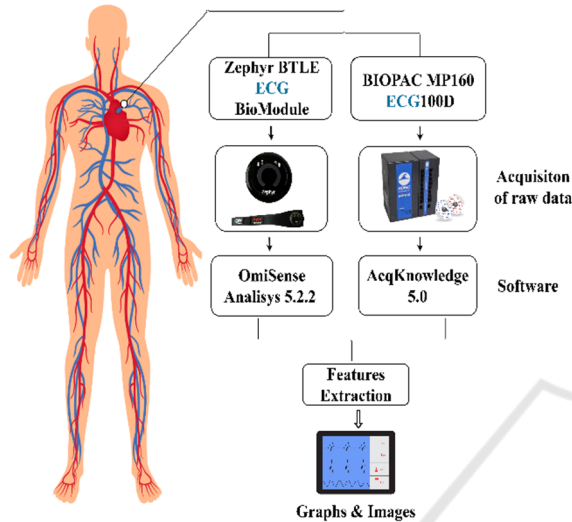 Zephyr BTLE
ECG
BioModule
BIOPAC MP160
ECG100D
Acquisiton
of raw data
OmiSense
Analisys 5.2.2
AcqKnowledge
5.0
Software
Features
Extraction
Graphs & Images